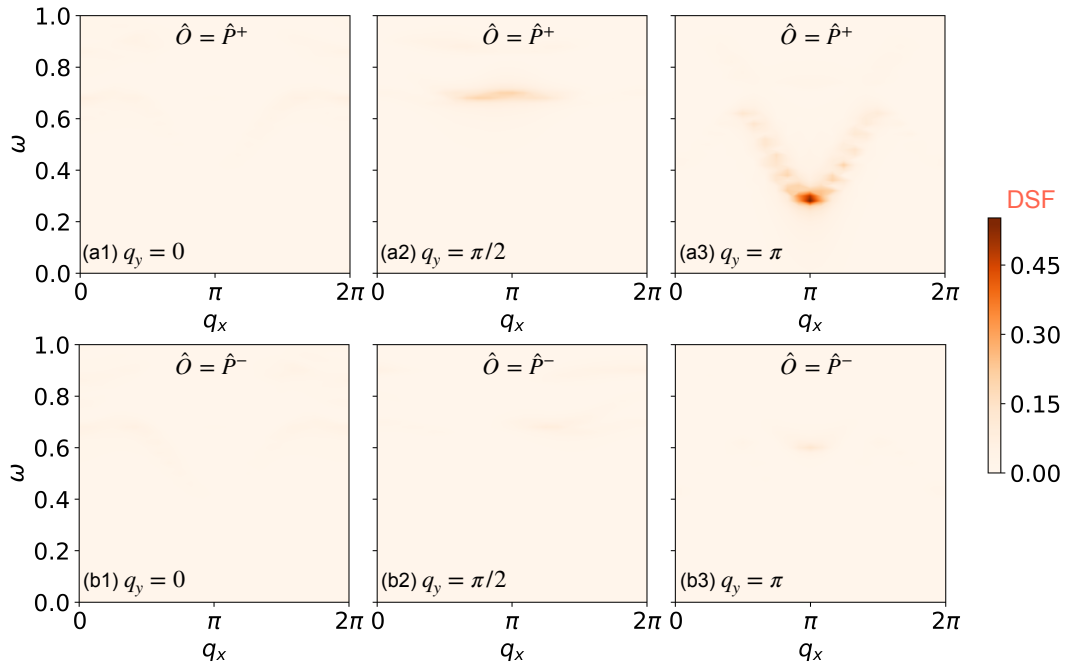 1.0
0.8
0.6
0.4
0.2
0.0
ω
Ô = P̂⁺
(a1) q_y = 0
0 π 2π
q_x
Ô = P̂⁺
(a2) q_y = π/2
0 π 2π
q_x
Ô = P̂⁺
(a3) q_y = π
0 π 2π
q_x
1.0
0.8
0.6
0.4
0.2
0.0
ω
Ô = P̂⁻
(b1) q_y = 0
0 π 2π
q_x
Ô = P̂⁻
(b2) q_y = π/2
0 π 2π
q_x
Ô = P̂⁻
(b3) q_y = π
0 π 2π
q_x
DSF
0.45
0.30
0.15
0.00